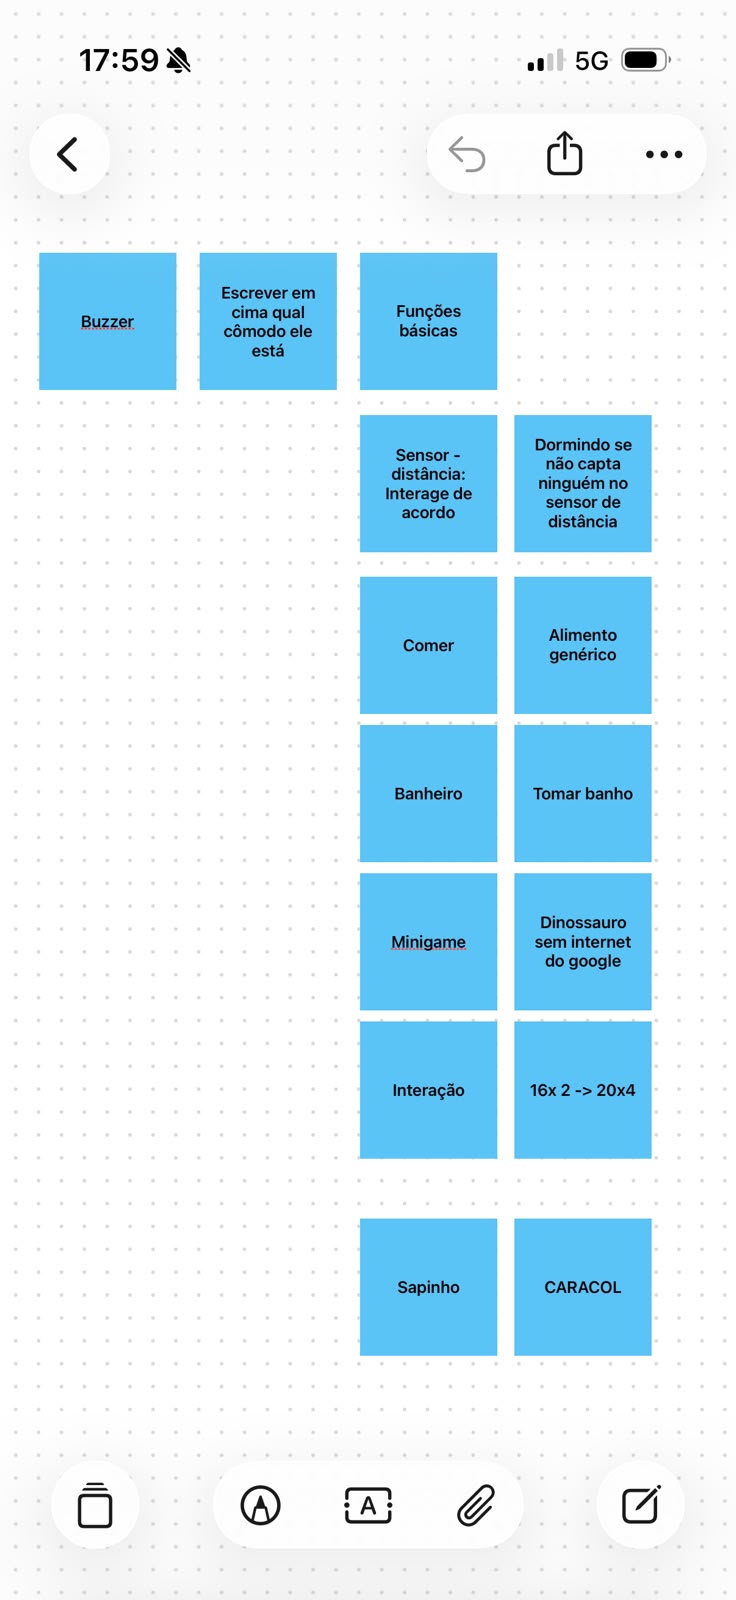 17:59
5G
Buzzer
Escrever em
cima qual
cômodo ele
está
Funções
básicas
Sensor -
distância:
Interage de
acordo
Dormindo se
não capta
ninguém no
sensor de
distância
Comer
Alimento
genérico
Banheiro
Tomar banho
Minigame
Dinossauro
sem internet
do google
Interação
16x 2 -> 20x4
Sapinho
CARACOL
A